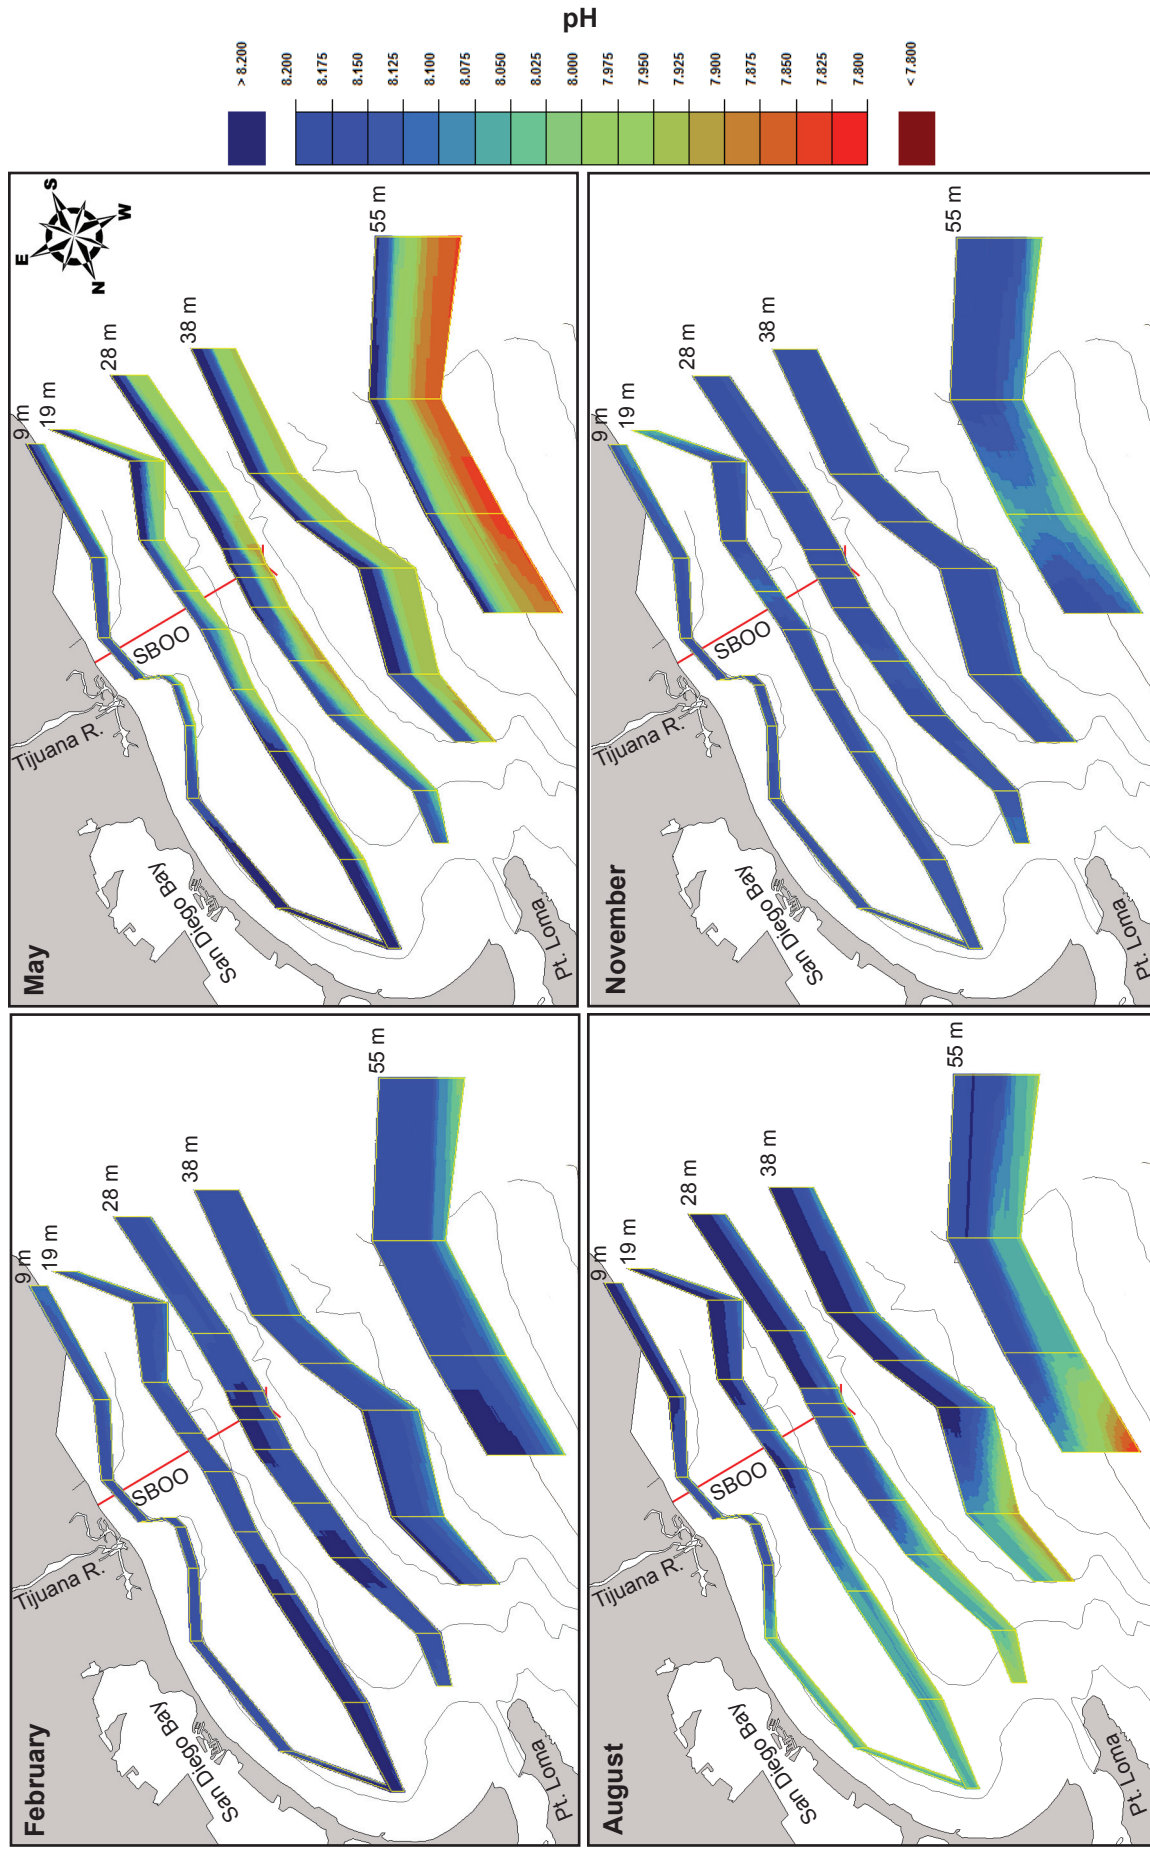 pH
> 8.200
8.200
8.175
8.150
8.125
8.100
8.075
8.050
8.025
8.000
7.975
7.950
7.925
7.900
7.875
7.850
7.825
7.800
< 7.800
May
E
S
N
W
9 m
19 m
28 m
38 m
55 m
SBOO
Tijuana R.
San Diego Bay
Pt. Loma
November
9 m
19 m
28 m
38 m
55 m
SBOO
Tijuana R.
San Diego Bay
Pt. Loma
February
9 m
19 m
28 m
38 m
55 m
SBOO
Tijuana R.
San Diego Bay
Pt. Loma
August
9 m
19 m
28 m
38 m
55 m
SBOO
Tijuana R.
San Diego Bay
Pt. Loma